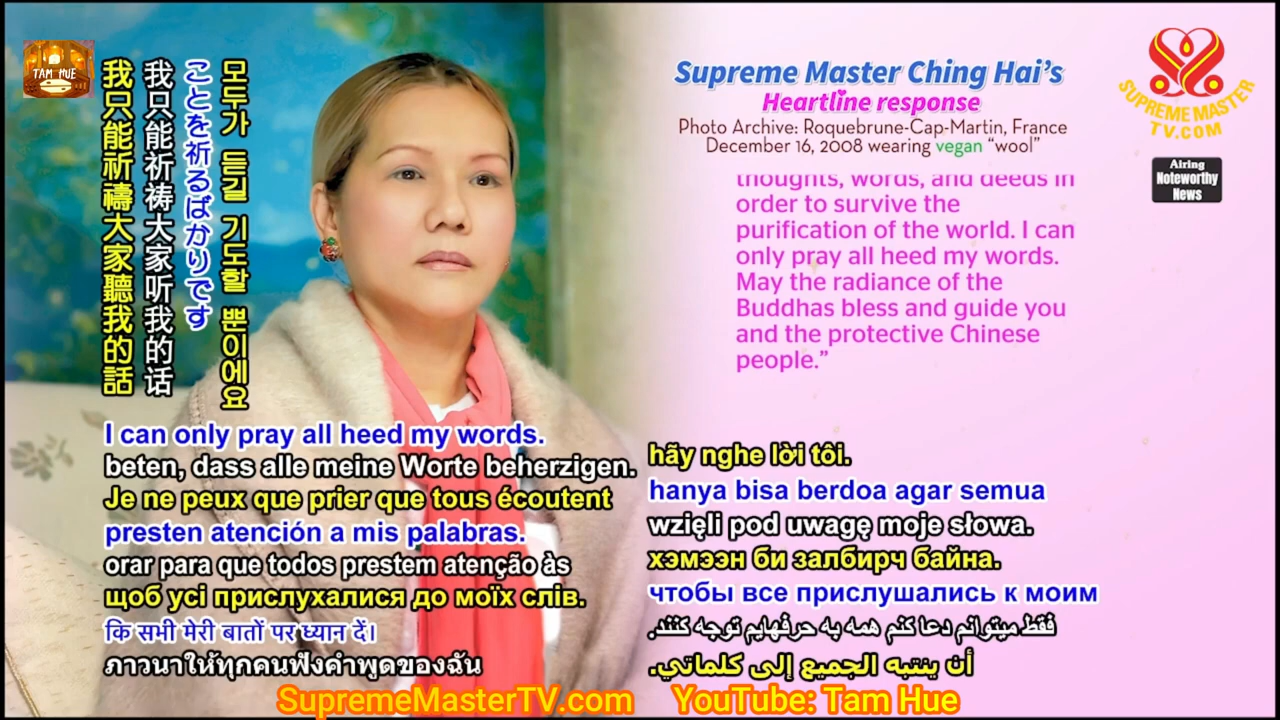 TAM HUE
我只能祈禱大家聽我的話
我只能祈祷大家听我的话
ことを祈るばかりです
모두가 듣길 기도할 뿐이에요
Supreme Master Ching Hai’s
Heartline response
Photo Archive: Roquebrune-Cap-Martin, France
December 16, 2008 wearing vegan “wool”
SUPREME MASTER
TV.COM
Airing
Noteworthy
News
thoughts, words, and deeds in
order to survive the
purification of the world. I can
only pray all heed my words.
May the radiance of the
Buddhas bless and guide you
and the protective Chinese
people.”
I can only pray all heed my words.
beten, dass alle meine Worte beherzigen.
Je ne peux que prier que tous écoutent
presten atención a mis palabras.
orar para que todos prestem atenção às
щоб усі прислухалися до моїх слів.
कि सभी मेरी बातों पर ध्यान दें।
ภาวนาให้ทุกคนฟังคำพูดของฉัน
hãy nghe lời tôi.
hanya bisa berdoa agar semua
wzięli pod uwagę moje słowa.
хэмээн би залбирч байна.
чтобы все прислушались к моим
فقط میتوانم دعا کنم همه به حرفهایم توجه کنند.
أن ينتبه الجميع إلى كلماتي.
SupremeMasterTV.com YouTube: Tam Hue